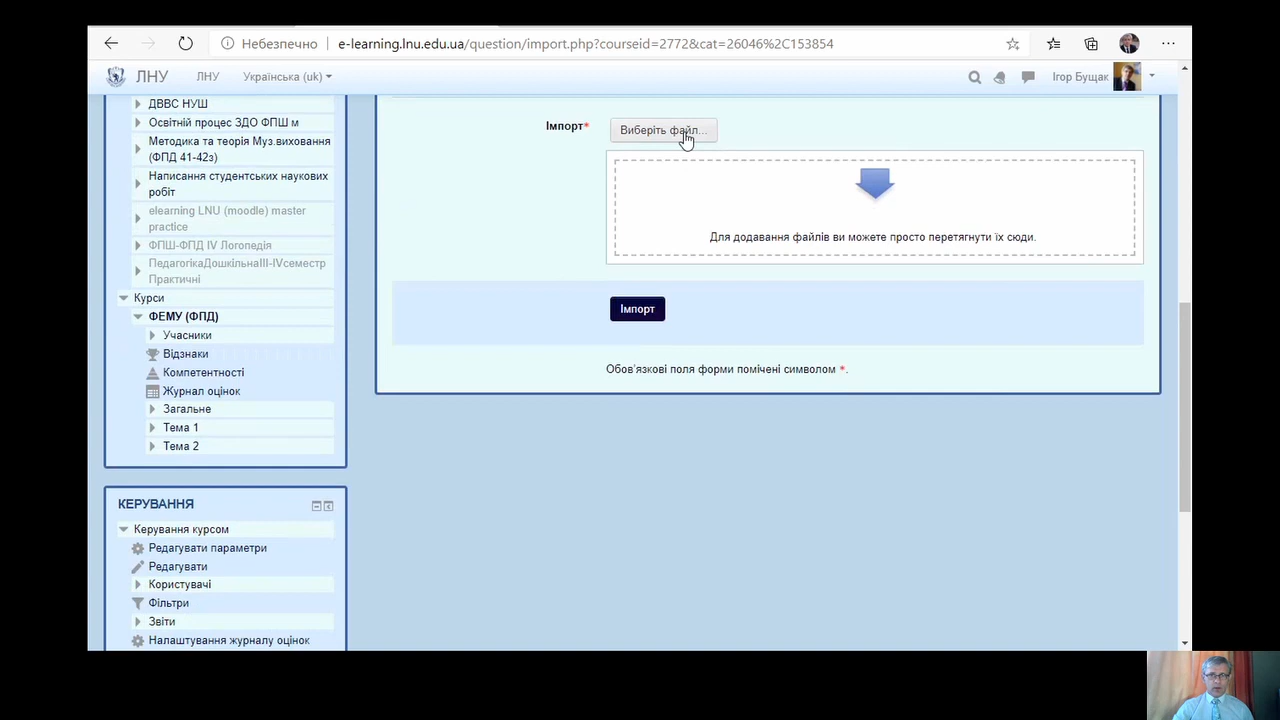 Небезпечно
e-learning.lnu.edu.ua/question/import.php?courseid=2772&cat=26046%2C153854
ЛНУ
ЛНУ
Українська (uk)
Ігор Бущак
ДВВС НУШ
Освітній процес ЗДО ФПШ м
Методика та теорія Муз.виховання
(ФПД 41-42з)
Написання студентських наукових
робіт
elearning LNU (moodle) master
practice
ФПШ-ФПД IV Логопедія
ПедагогікаДошкільнаIII-IVсеместр
Практичні
Курси
ФЕМУ (ФПД)
Учасники
Відзнаки
Компетентності
Журнал оцінок
Загальне
Тема 1
Тема 2
КЕРУВАННЯ
Керування курсом
Редагувати параметри
Редагувати
Користувачі
Фільтри
Звіти
Налаштування журналу оцінок
Імпорт*
Виберіть файл...
Для додавання файлів ви можете просто перетягнути їх сюди.
Імпорт
Обов'язкові поля форми помічені символом *.